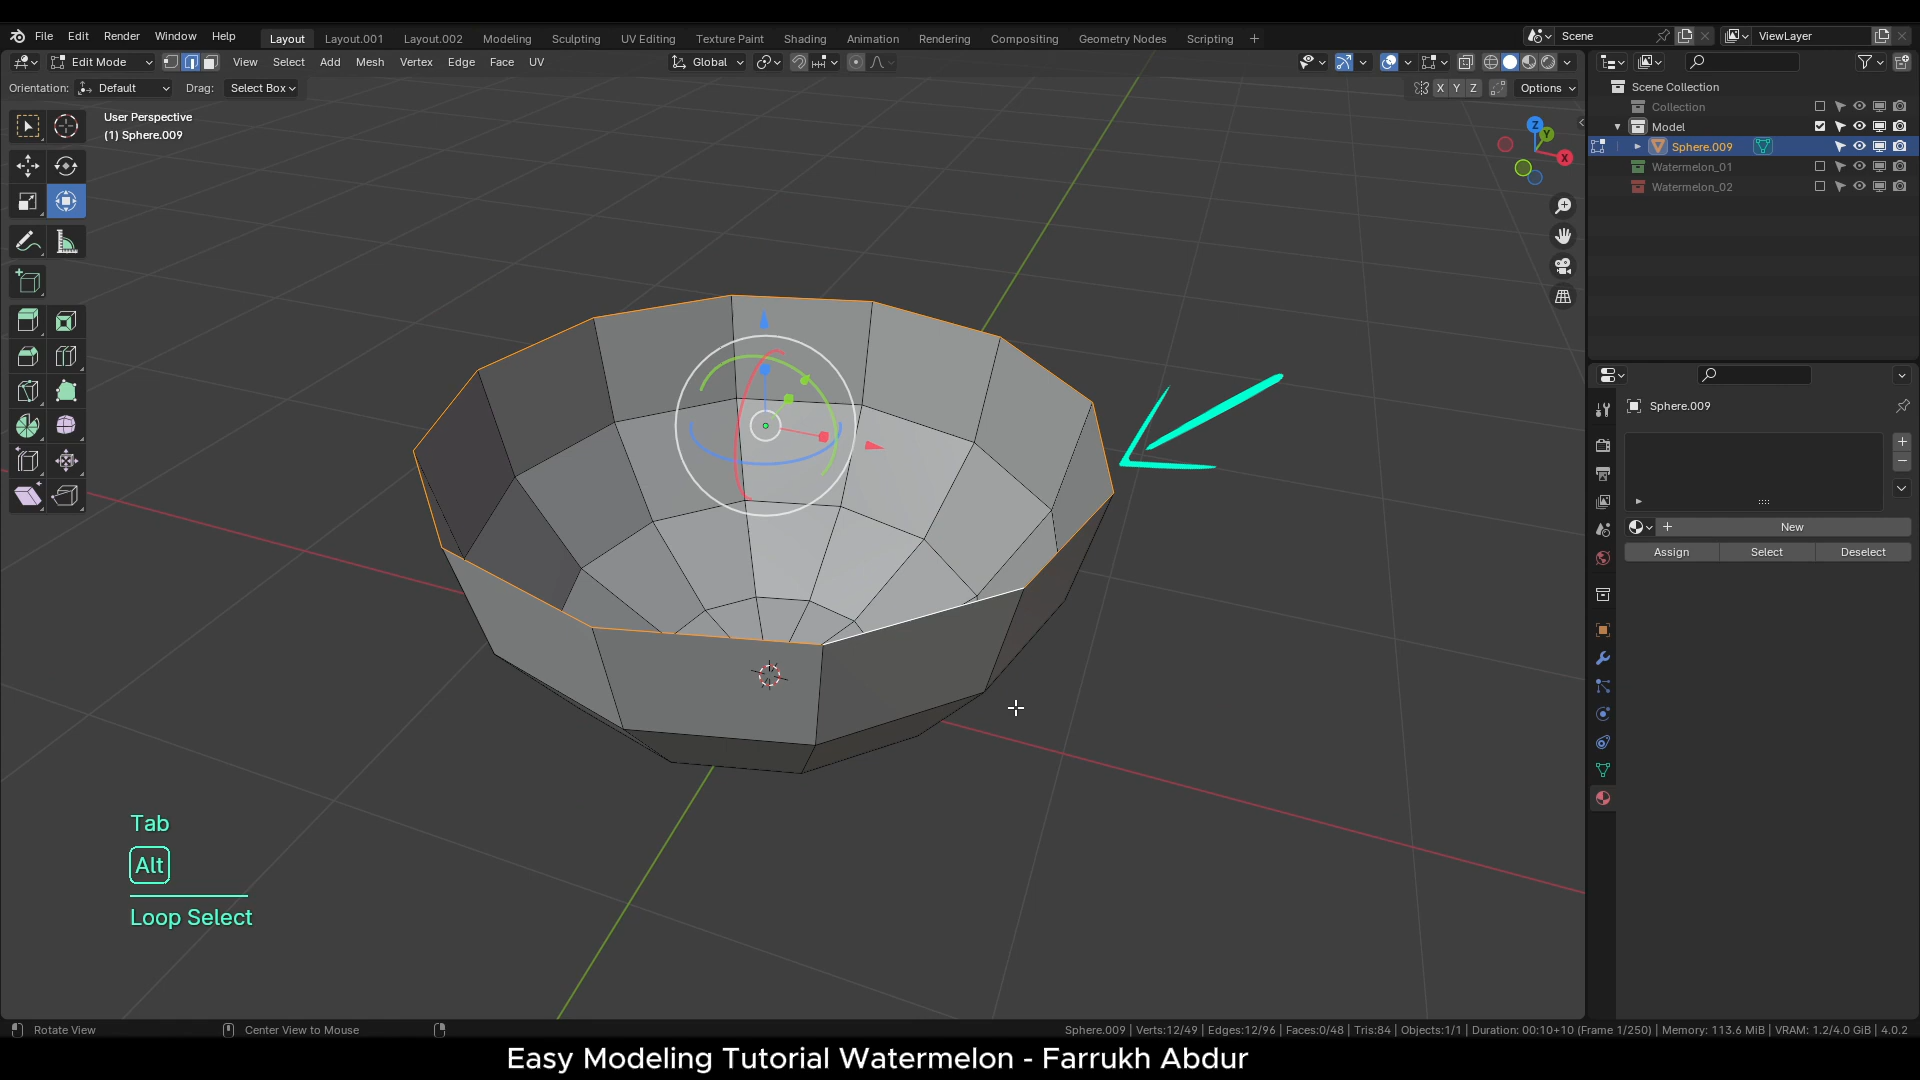 File Edit Render Window Help Layout Layout.001 Layout.002 Modeling Sculpting UV Editing Texture Paint Shading Animation Rendering Compositing Geometry Nodes Scripting + Scene ViewLayer
Edit Mode View Select Add Mesh Vertex Edge Face UV Global
Orientation: Default Drag: Select Box X Y Z Options
User Perspective
(1) Sphere.009
Z
Y
X
Scene Collection
Collection
Model
Sphere.009
Watermelon_01
Watermelon_02
Sphere.009
New
Assign Select Deselect
Tab
Alt
Loop Select
Rotate View Center View to Mouse Sphere.009 | Verts:12/49 | Edges:12/96 | Faces:0/48 | Tris:84 | Objects:1/1 | Duration: 00:10+10 (Frame 1/250) | Memory: 113.6 MiB | VRAM: 1.2/4.0 GiB | 4.0.2
Easy Modeling Tutorial Watermelon - Farrukh Abdur